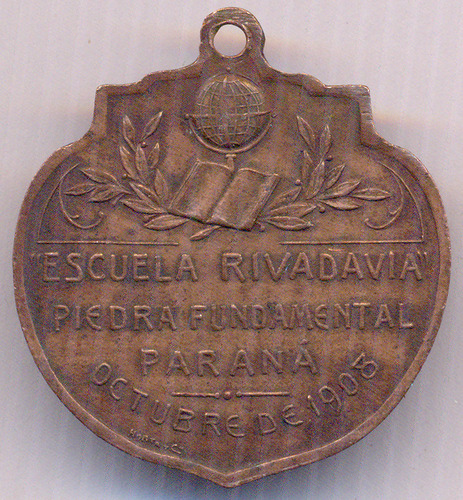 "ESCUELA RIVADAVIA"
PIEDRA FUNDAMENTAL
PARANÁ
OCTUBRE DE 1903